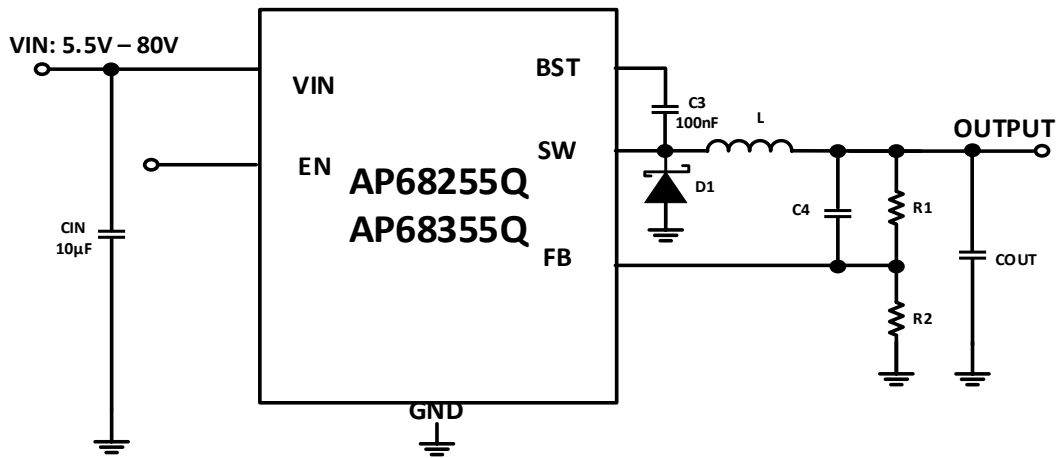 VIN: 5.5V – 80V
VIN
BST
C3
100nF
L
OUTPUT
EN
SW
AP68255Q
AP68355Q
D1
C4
R1
CIN
10µF
FB
COUT
R2
GND